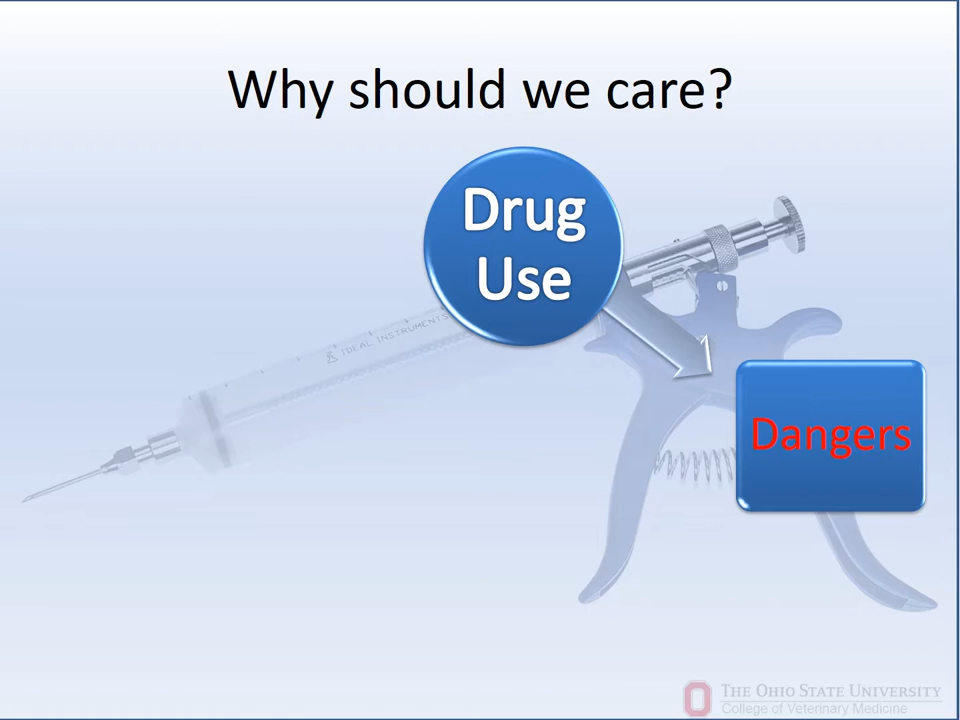 Why should we care?
Drug
Use
IDEAL INSTRUMENTS
Dangers
THE OHIO STATE UNIVERSITY
College of Veterinary Medicine